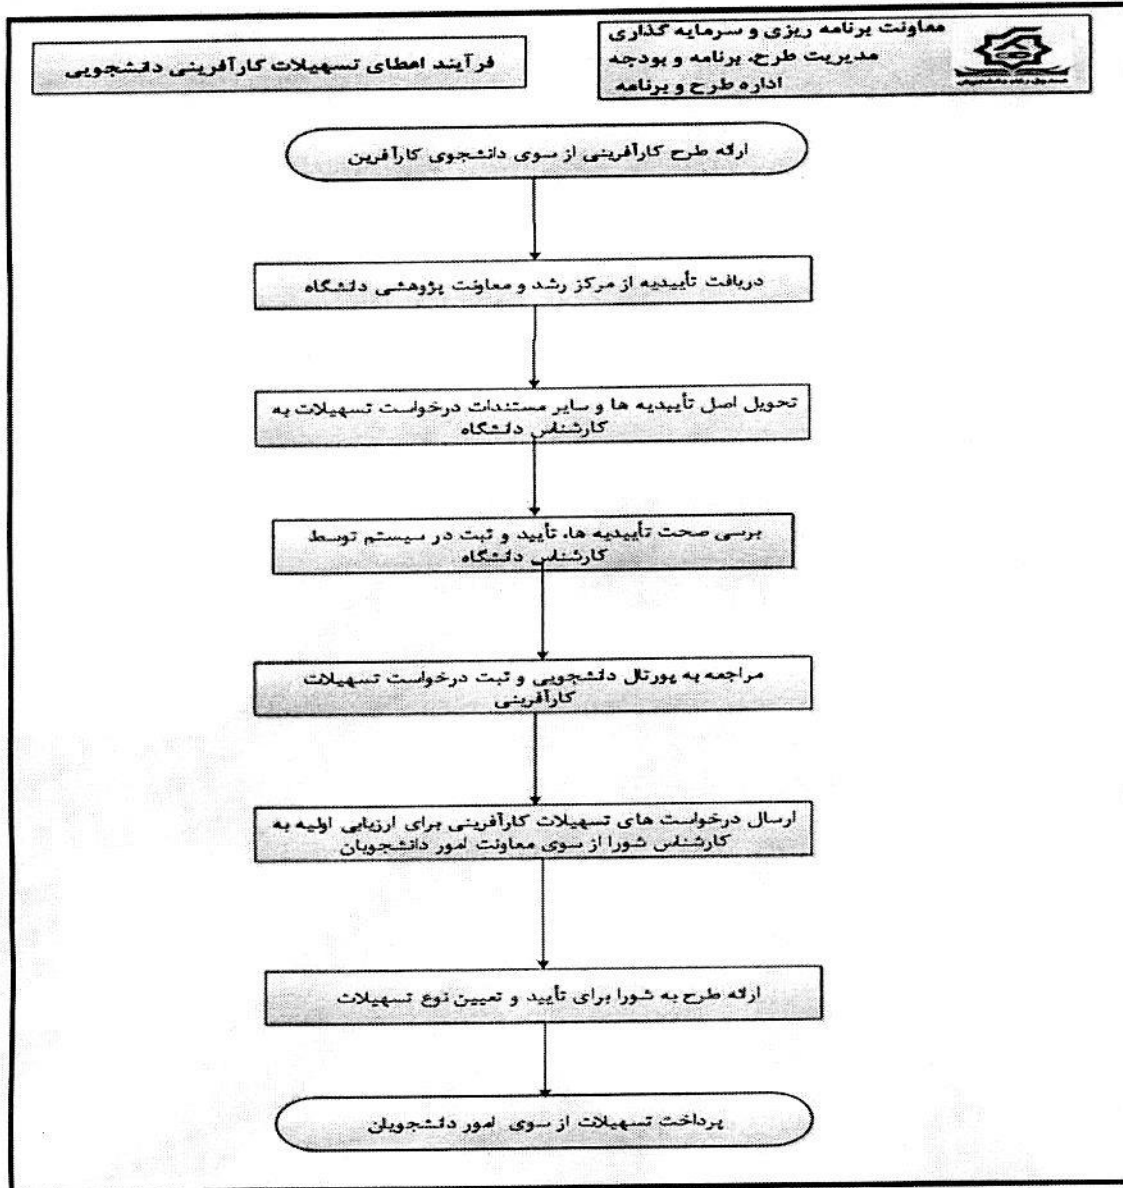 معاونت برنامه ریزی و سرمایه گذاری
مدیریت طرح، برنامه و بودجه
اداره طرح و برنامه
فرآیند اعطای تسهیلات کارآفرینی دانشجویی
ارائه طرح کارآفرینی از سوی دانشجوی کارآفرین
دریافت تأییدیه از مرکز رشد و معاونت پژوهشی دانشگاه
تحویل اصل تأییدیه ها و سایر مستندات درخواست تسهیلات به
کارشناس دانشگاه
برسی صحت تأییدیه ها، تأیید و ثبت در سیستم توسط
کارشناس دانشگاه
مراجعه به پورتال دانشجویی و ثبت درخواست تسهیلات
کارآفرینی
ارسال درخواست های تسهیلات کارآفرینی برای ارزیابی اولیه به
کارشناس شورا از سوی معاونت امور دانشجویان
ارائه طرح به شورا برای تأیید و تعیین نوع تسهیلات
پرداخت تسهیلات از سوی امور دانشجویان